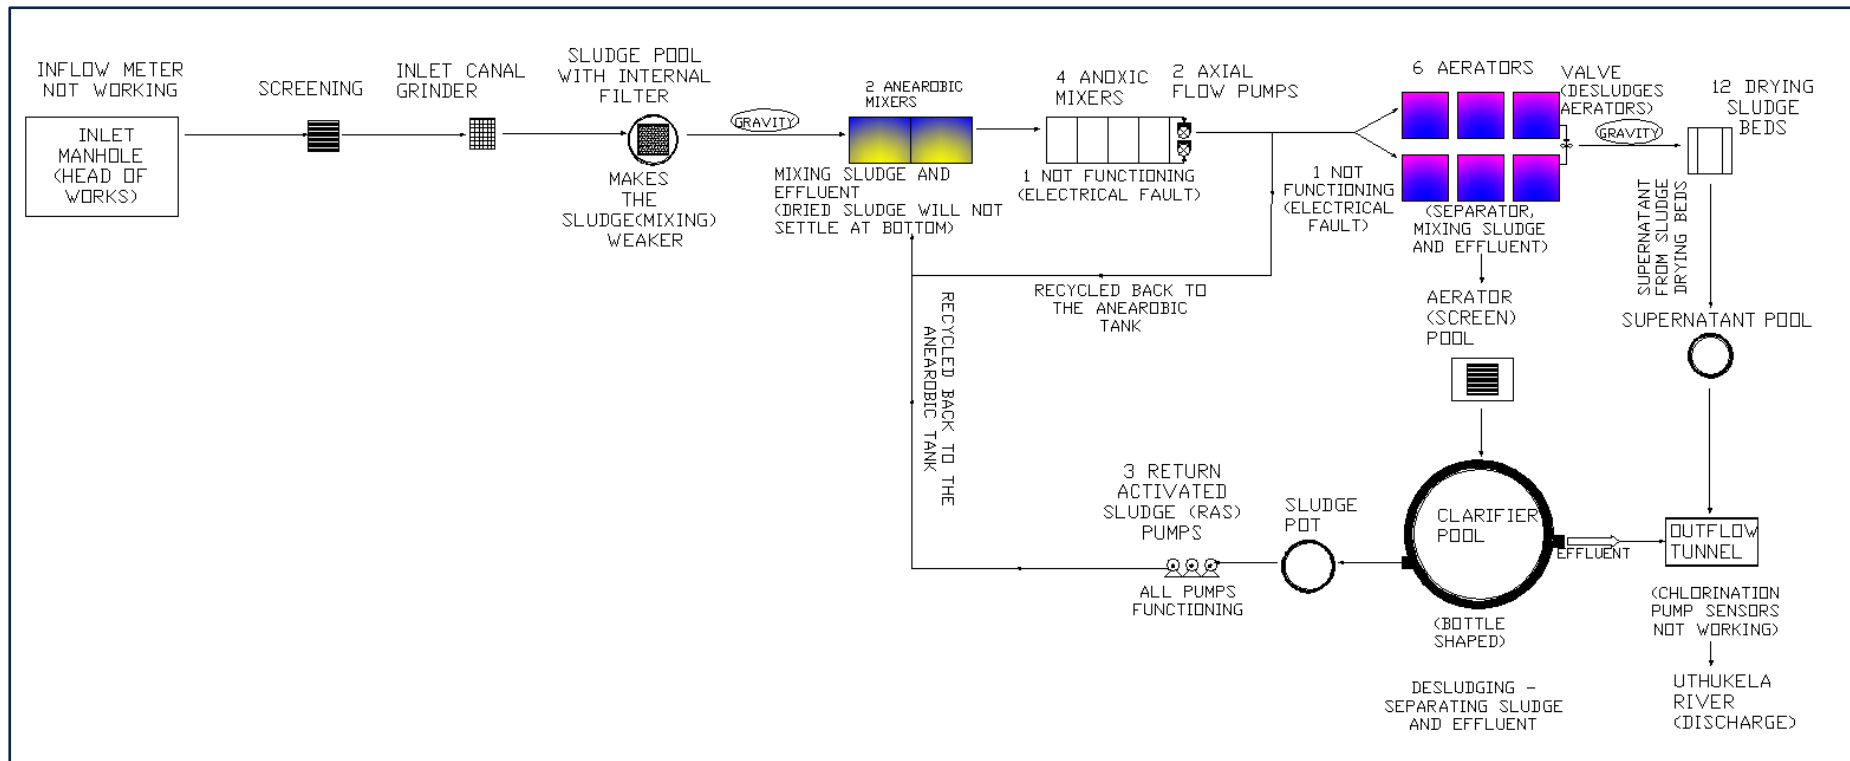 INFLOW METER
NOT WORKING
INLET
MANHOLE
(HEAD OF
WORKS)
SCREENING
INLET CANAL
GRINDER
SLUDGE POOL
WITH INTERNAL
FILTER
MAKES
THE
SLUDGE(MIXING)
WEAKER
GRAVITY
2 ANEAROBIC
MIXERS
MIXING SLUDGE AND
EFFLUENT
(DRIED SLUDGE WILL NOT
SETTLE AT BOTTOM)
4 ANOXIC
MIXERS
1 NOT FUNCTIONING
(ELECTRICAL FAULT)
2 AXIAL
FLOW PUMPS
1 NOT
FUNCTIONING
(ELECTRICAL
FAULT)
6 AERATORS
(SEPARATOR,
MIXING SLUDGE
AND EFFLUENT)
VALVE
(DESLUDGES
AERATORS)
GRAVITY
12 DRYING
SLUDGE
BEDS
SUPERNATANT
FROM SLUDGE
DRYING BEDS
SUPERNATANT POOL
RECYCLED BACK TO
THE ANEAROBIC
TANK
RECYCLED BACK TO THE
ANEAROBIC TANK
AERATOR
(SCREEN)
POOL
CLARIFIER
POOL
(BOTTLE
SHAPED)
DESLUDGING -
SEPARATING SLUDGE
AND EFFLUENT
SLUDGE
POT
3 RETURN
ACTIVATED
SLUDGE (RAS)
PUMPS
ALL PUMPS
FUNCTIONING
EFFLUENT
OUTFLOW
TUNNEL
(CHLORINATION
PUMP SENSORS
NOT WORKING)
UTHUKELA
RIVER
(DISCHARGE)